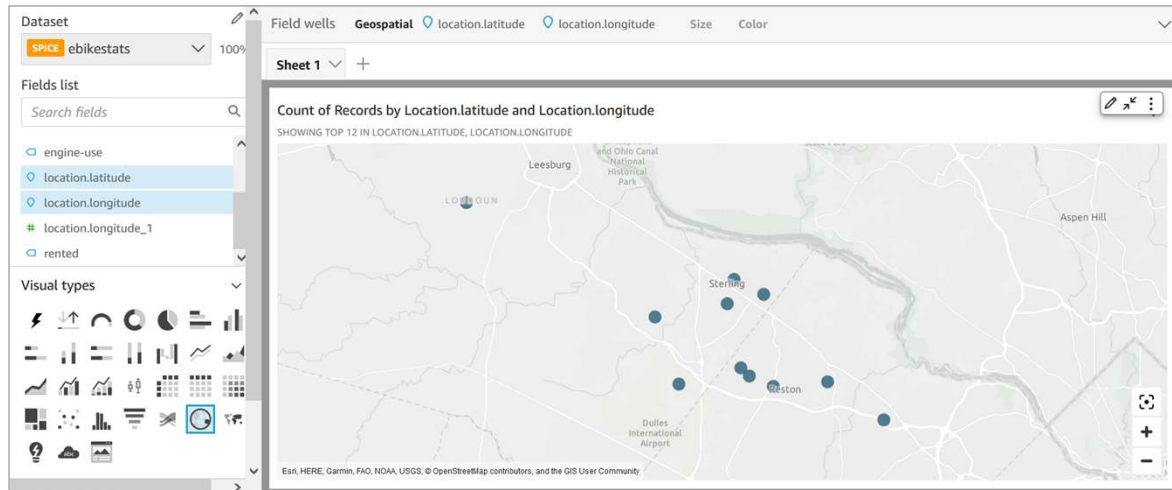 Dataset
SPICE ebikestats
100%
Fields list
Search fields
engine-use
location.latitude
location.longitude
# location.longitude_1
rented
Visual types
abc
Field wells Geospatial location.latitude location.longitude Size Color
Sheet 1
Count of Records by Location.latitude and Location.longitude
SHOWING TOP 12 IN LOCATION.LATITUDE, LOCATION.LONGITUDE
and Ohio Canal
National
Historical
Park
Leesburg
LOUDOUN
Aspen Hill
Sterling
Reston
Dulles
International
Airport
Esri, HERE, Garmin, FAO, NOAA, USGS, © OpenStreetMap contributors, and the GIS User Community